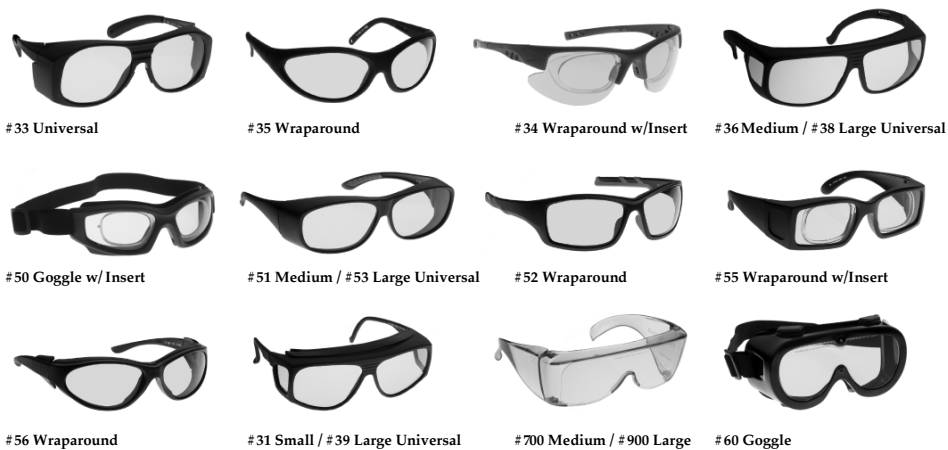 #33 Universal
#35 Wraparound
#34 Wraparound w/Insert
#36 Medium / #38 Large Universal
#50 Goggle w/ Insert
#51 Medium / #53 Large Universal
#52 Wraparound
#55 Wraparound w/Insert
#56 Wraparound
#31 Small / #39 Large Universal
#700 Medium / #900 Large
#60 Goggle